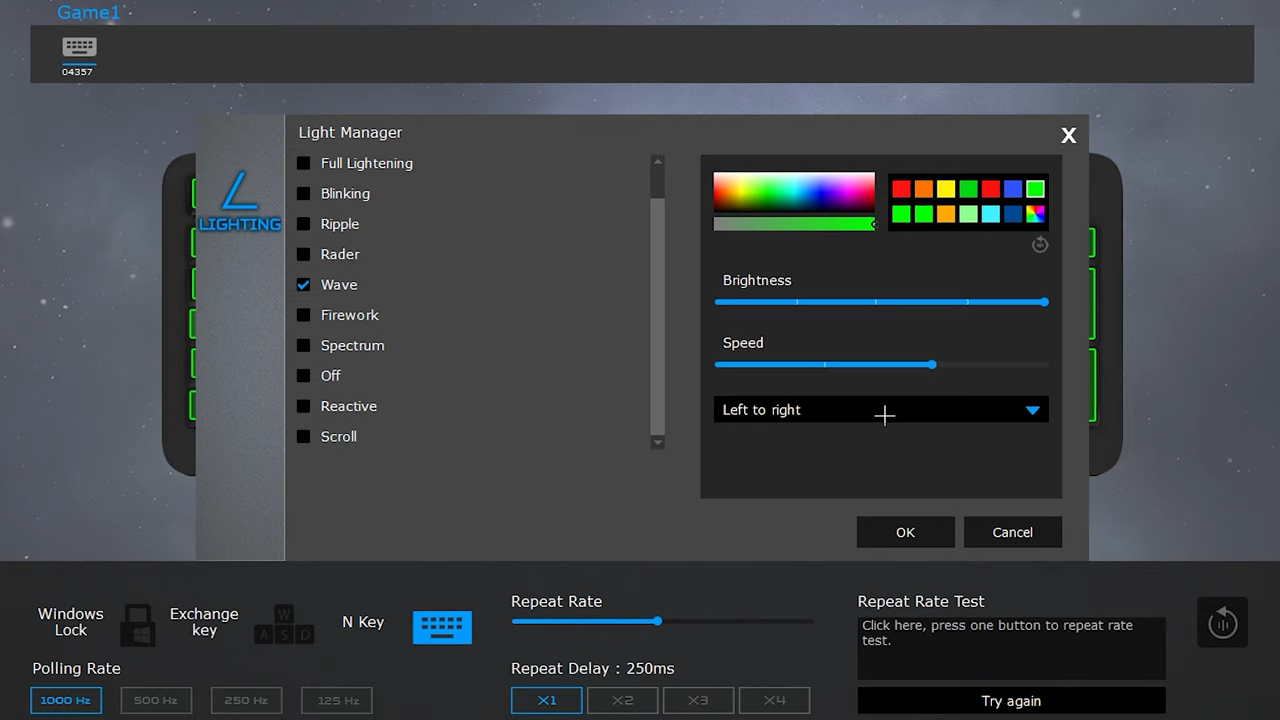 Game1
04357
Light Manager
X
LIGHTING
Full Lightening
Blinking
Ripple
Rader
Wave
Firework
Spectrum
Off
Reactive
Scroll
Brightness
Speed
Left to right
OK
Cancel
Windows
Lock
Exchange
key
W
A S D
N Key
Polling Rate
1000 Hz
500 Hz
250 Hz
125 Hz
Repeat Rate
Repeat Delay : 250ms
X1
X2
X3
X4
Repeat Rate Test
Click here, press one button to repeat rate
test.
Try again